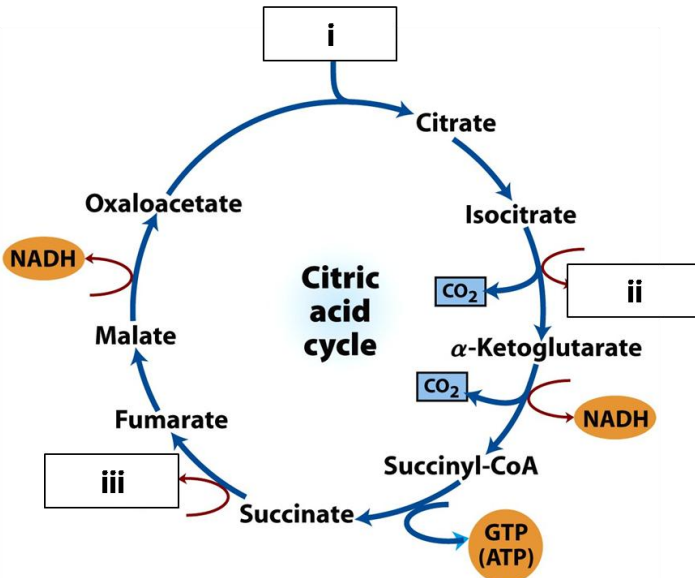 i
Citrate
Oxaloacetate
Isocitrate
NADH
Citric
acid
cycle
CO₂
ii
Malate
α-Ketoglutarate
CO₂
NADH
Fumarate
Succinyl-CoA
iii
Succinate
GTP
(ATP)